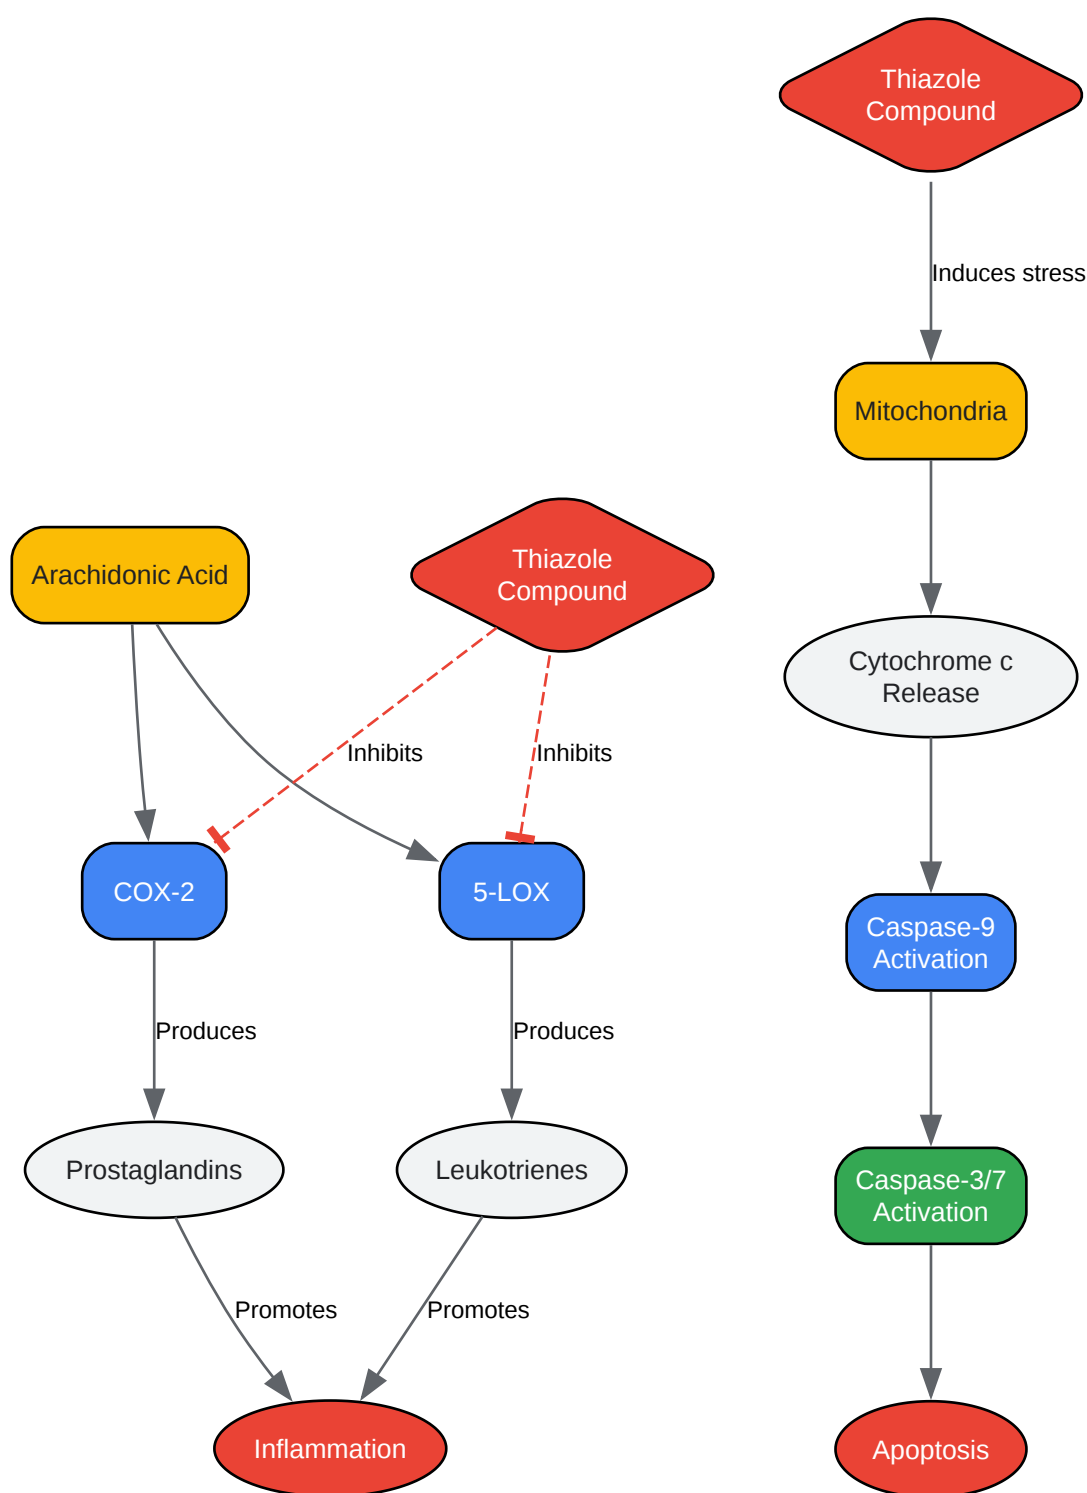 Thiazole
Compound
Induces stress
Mitochondria
Arachidonic Acid
Thiazole
Compound
Cytochrome c
Release
Inhibits
Inhibits
COX-2
5-LOX
Caspase-9
Activation
Produces
Produces
Prostaglandins
Leukotrienes
Caspase-3/7
Activation
Promotes
Promotes
Inflammation
Apoptosis